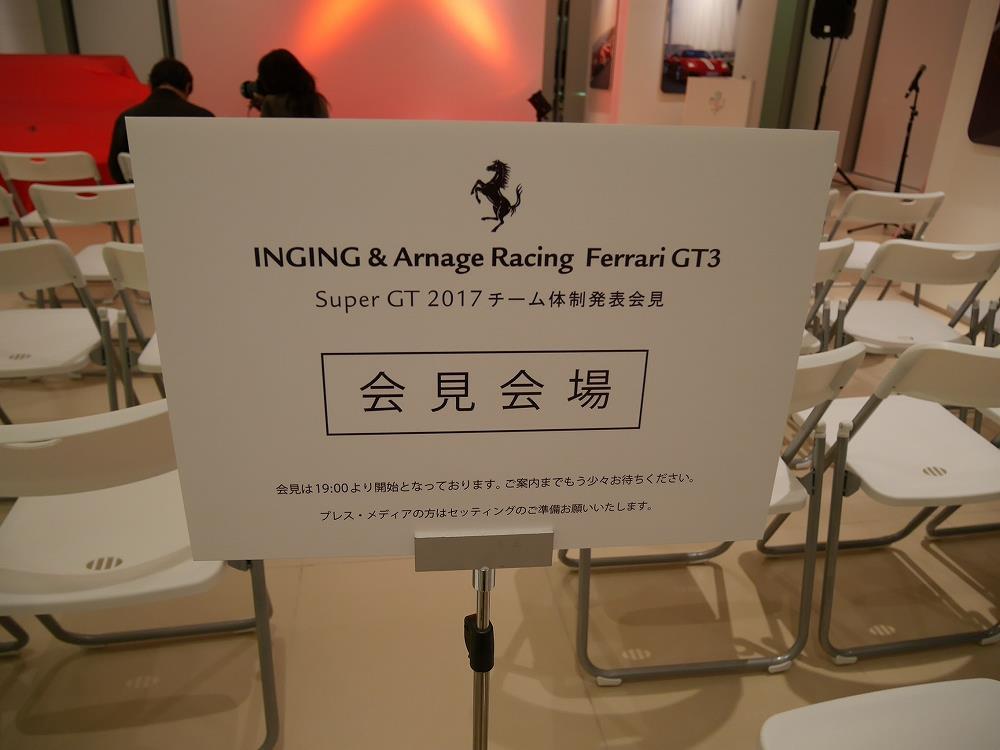 INGING & Arnage Racing Ferrari GT3
Super GT 2017 チーム体制発表会見
会見会場
会見は19:00より開始となっております。ご案内までもう少々お待ちください。
プレス・メディアの方はセッティングのご準備お願いいたします。